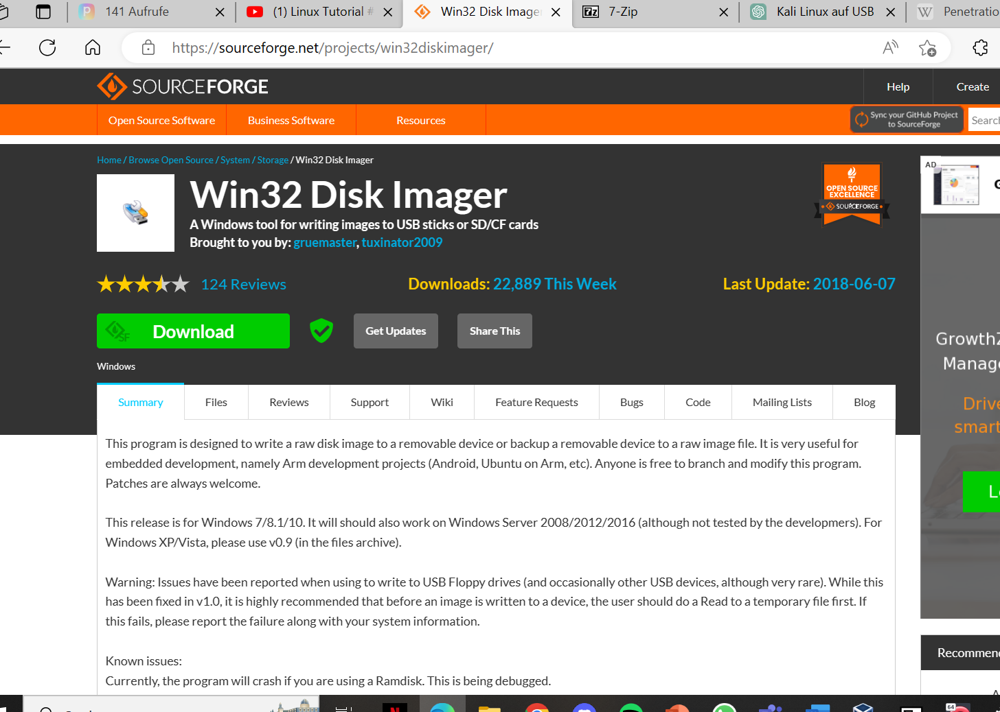 141 Aufrufe
(1) Linux Tutorial #
Win32 Disk Imager
7-Zip
Kali Linux auf USB
Penetratio
https://sourceforge.net/projects/win32diskimager/
SOURCEFORGE
Help
Create
Open Source Software
Business Software
Resources
Sync your GitHub Project
to SourceForge
Search
Home / Browse Open Source / System / Storage / Win32 Disk Imager
Win32 Disk Imager
A Windows tool for writing images to USB sticks or SD/CF cards
Brought to you by: gruemaster, tuxinator2009
OPEN SOURCE
EXCELLENCE
SOURCEFORGE
AD
124 Reviews
Downloads: 22,889 This Week
Last Update: 2018-06-07
SF
Download
Get Updates
Share This
Windows
GrowthZ
Manage
Drive
smart
Summary
Files
Reviews
Support
Wiki
Feature Requests
Bugs
Code
Mailing Lists
Blog
This program is designed to write a raw disk image to a removable device or backup a removable device to a raw image file. It is very useful for
embedded development, namely Arm development projects (Android, Ubuntu on Arm, etc). Anyone is free to branch and modify this program.
Patches are always welcome.
This release is for Windows 7/8.1/10. It will should also work on Windows Server 2008/2012/2016 (although not tested by the developmers). For
Windows XP/Vista, please use v0.9 (in the files archive).
Warning: Issues have been reported when using to write to USB Floppy drives (and occasionally other USB devices, although very rare). While this
has been fixed in v1.0, it is highly recommended that before an image is written to a device, the user should do a Read to a temporary file first. If
this fails, please report the failure along with your system information.
Known issues:
Currently, the program will crash if you are using a Ramdisk. This is being debugged.
Recommen
64